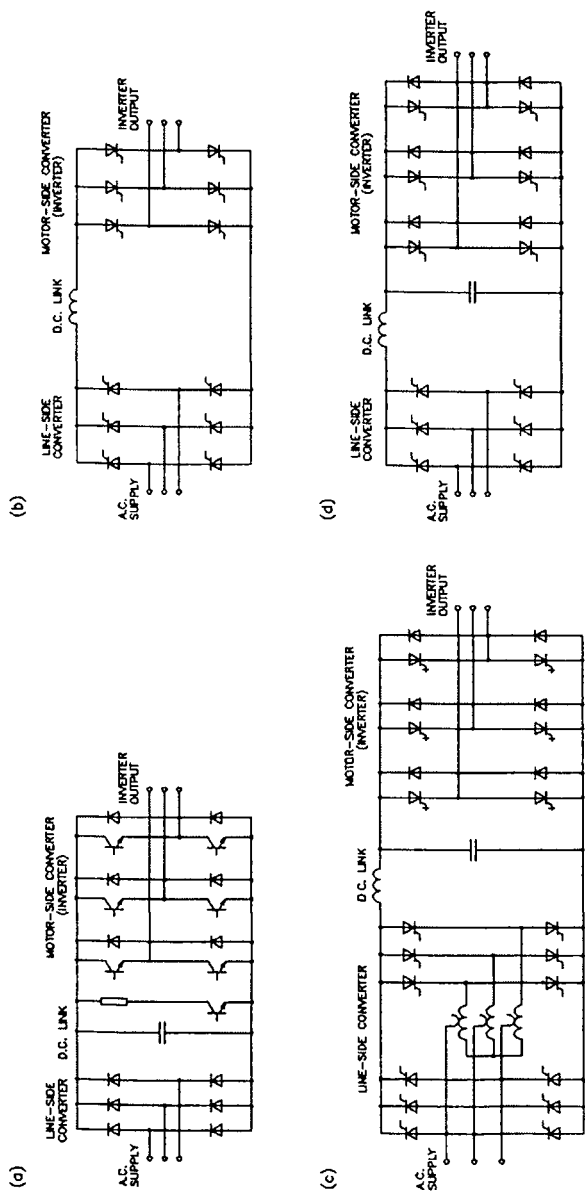 (a)
LINE-SIDE
CONVERTER
D.C. LINK
MOTOR-SIDE CONVERTER
(INVERTER)
INVERTER
OUTPUT
A.C.
SUPPLY
(b)
LINE-SIDE
CONVERTER
D.C. LINK
MOTOR-SIDE CONVERTER
(INVERTER)
INVERTER
OUTPUT
A.C.
SUPPLY
(c)
LINE-SIDE CONVERTER
D.C. LINK
MOTOR-SIDE CONVERTER
(INVERTER)
INVERTER
OUTPUT
A.C.
SUPPLY
(d)
LINE-SIDE
CONVERTER
D.C. LINK
MOTOR-SIDE CONVERTER
(INVERTER)
INVERTER
OUTPUT
A.C.
SUPPLY